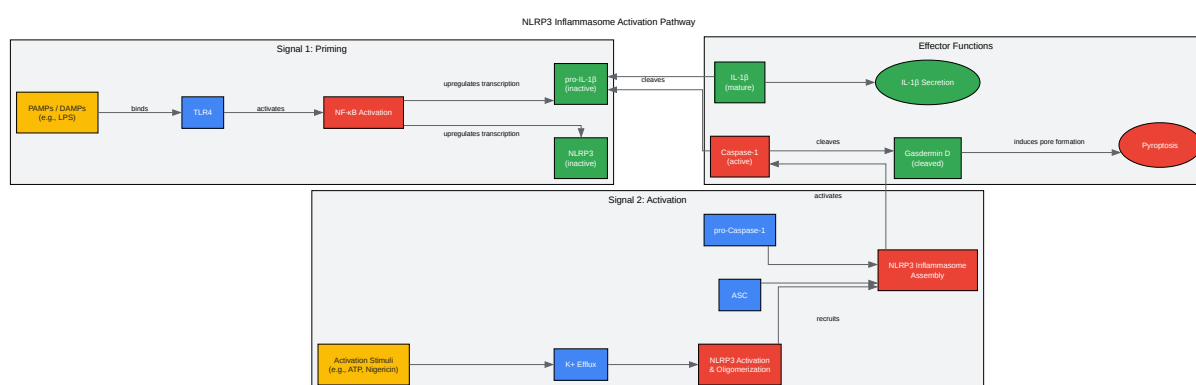 NLRP3 Inflammasome Activation Pathway
Signal 1: Priming
PAMPs / DAMPs
(e.g., LPS)
binds
TLR4
activates
NF-κB Activation
upregulates transcription
upregulates transcription
pro-IL-1β
(inactive)
NLRP3
(inactive)
Effector Functions
cleaves
IL-1β
(mature)
IL-1β Secretion
Caspase-1
(active)
cleaves
Gasdermin D
(cleaved)
induces pore formation
Pyroptosis
activates
Signal 2: Activation
pro-Caspase-1
ASC
NLRP3 Inflammasome
Assembly
recruits
Activation Stimuli
(e.g., ATP, Nigericin)
K+ Efflux
NLRP3 Activation
& Oligomerization